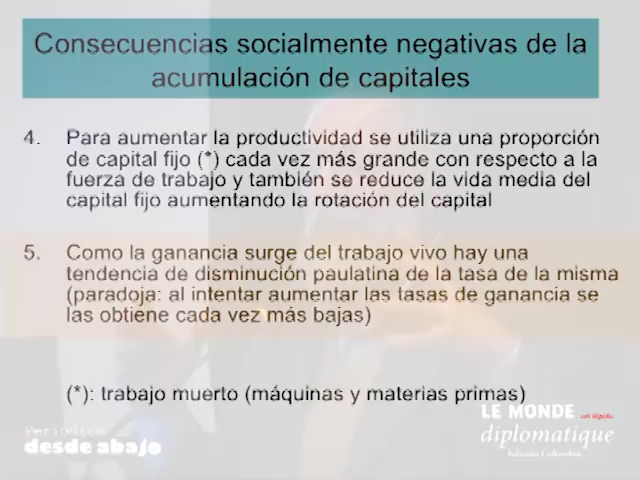 Consecuencias socialmente negativas de la
acumulación de capitales
4. Para aumentar la productividad se utiliza una proporción
de capital fijo (*) cada vez más grande con respecto a la
fuerza de trabajo y también se reduce la vida media del
capital fijo aumentando la rotación del capital
5. Como la ganancia surge del trabajo vivo hay una
tendencia de disminución paulatina de la tasa de la misma
(paradoja: al intentar aumentar las tasas de ganancia se
las obtiene cada vez más bajas)
(*): trabajo muerto (máquinas y materias primas)
Periódico
desde abajo
LE MONDE
diplomatique
Edición Colombia